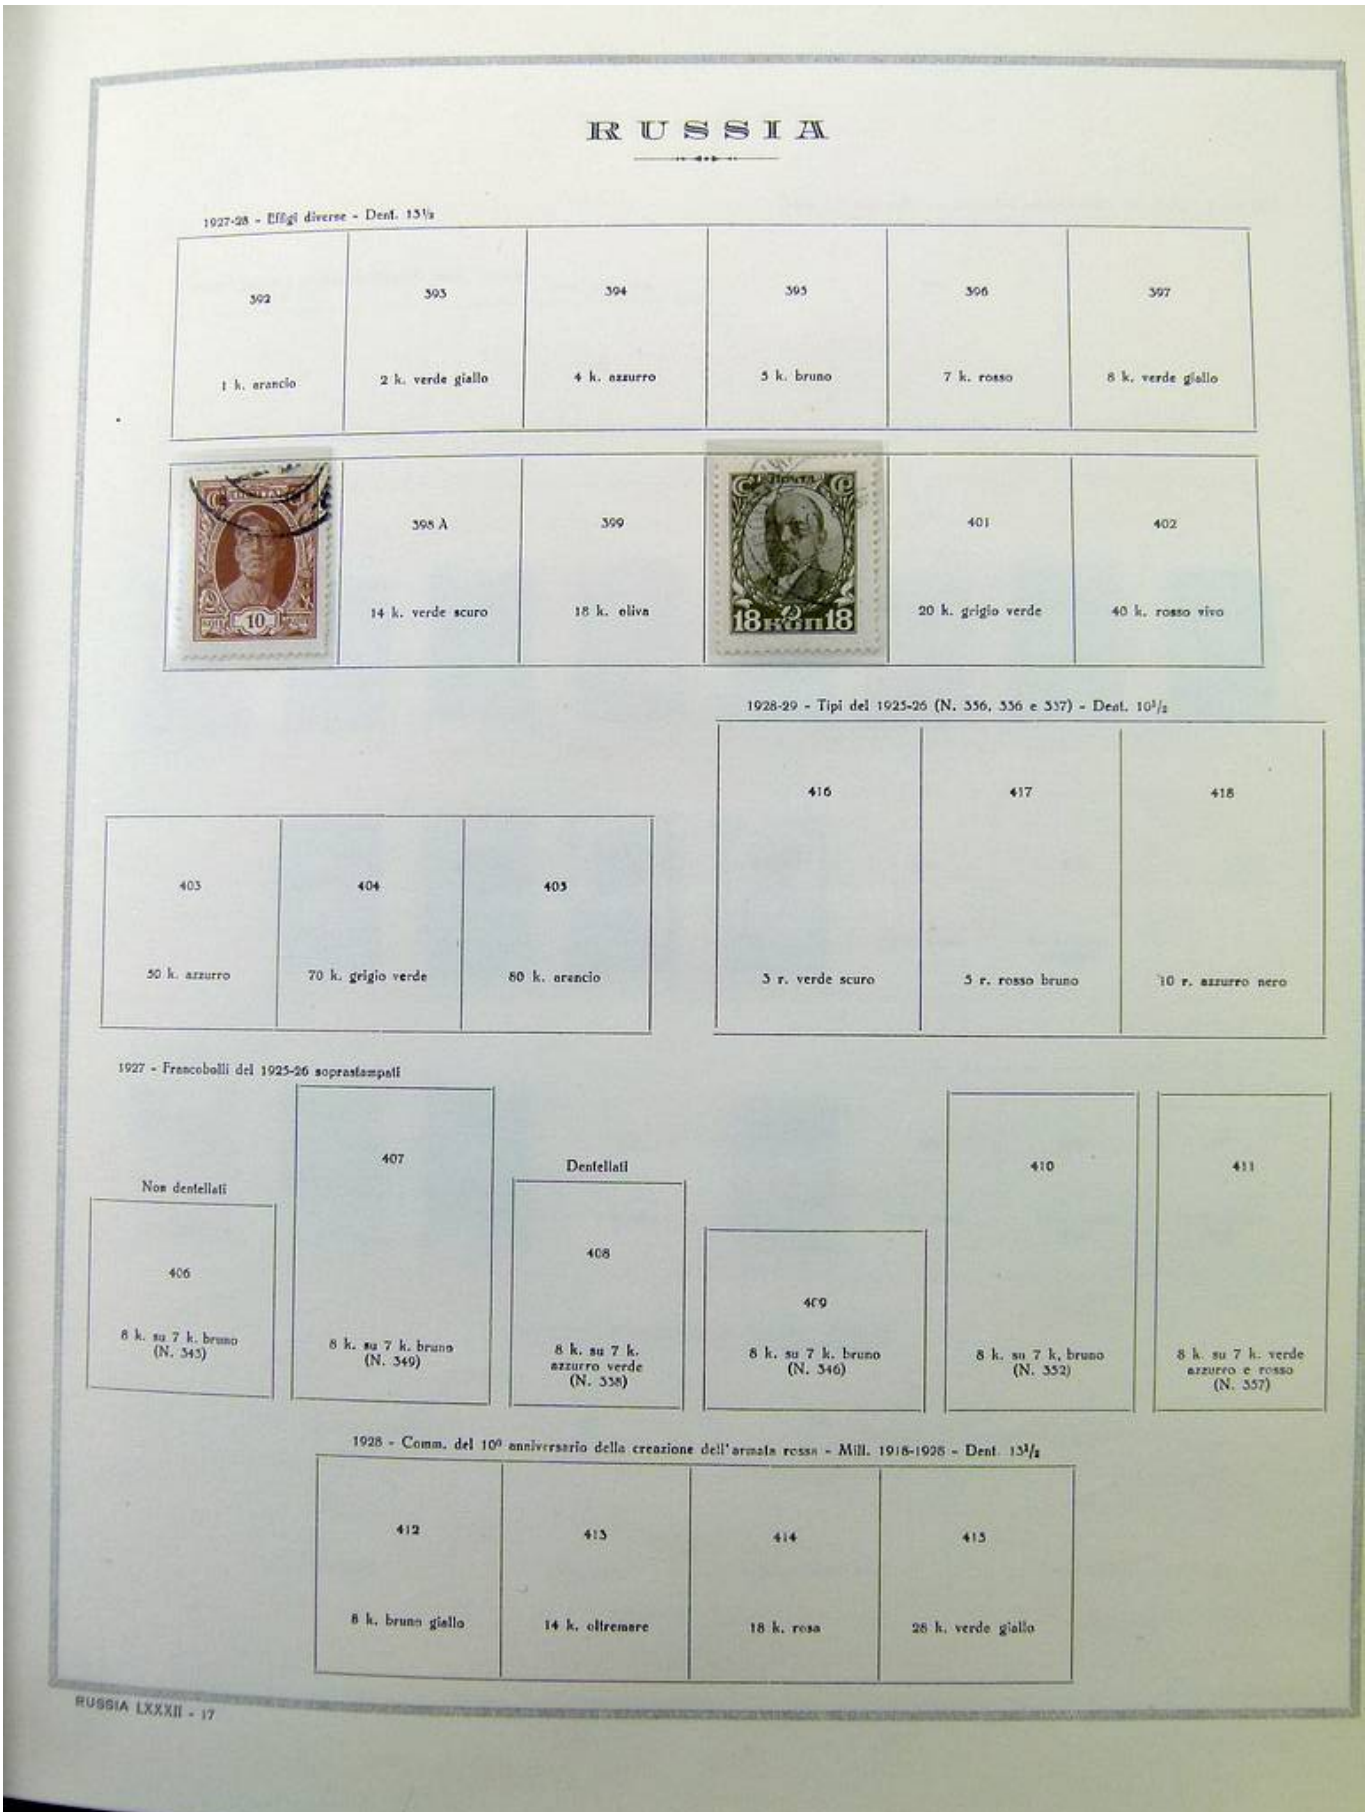 RUSSIA
1927-28 - Effigi diverse - Dent. 13½
392 393 394 395 396 397
1 k. arancio 2 k. verde giallo 4 k. azzurro 5 k. bruno 7 k. rosso 8 k. verde giallo
ПОЧТА
10
398 A 399
14 k. verde scuro 18 k. oliva
ПОЧТА
18 КОП 18
401 402
20 k. grigio verde 40 k. rosso vivo
1928-29 - Tipi del 1925-26 (N. 356, 336 e 337) - Dent. 10½
416 417 418
3 r. verde scuro 5 r. rosso bruno 10 r. azzurro nero
403 404 405
50 k. azzurro 70 k. grigio verde 80 k. arancio
1927 - Francobolli del 1925-26 soprastampati
Non dentellati
406
8 k. su 7 k. bruno
(N. 343)
407
8 k. su 7 k. bruno
(N. 349)
Dentellati
408
8 k. su 7 k.
azzurro verde
(N. 338)
409
8 k. su 7 k. bruno
(N. 346)
410
8 k. su 7 k. bruno
(N. 352)
411
8 k. su 7 k. verde
azzurro e rosso
(N. 357)
1928 - Comm. del 10º anniversario della creazione dell'armata rossa - Mill. 1918-1928 - Dent. 13½
412 413 414 415
8 k. bruno giallo 14 k. oltremare 18 k. rosa 28 k. verde giallo
RUSSIA LXXXII - 17